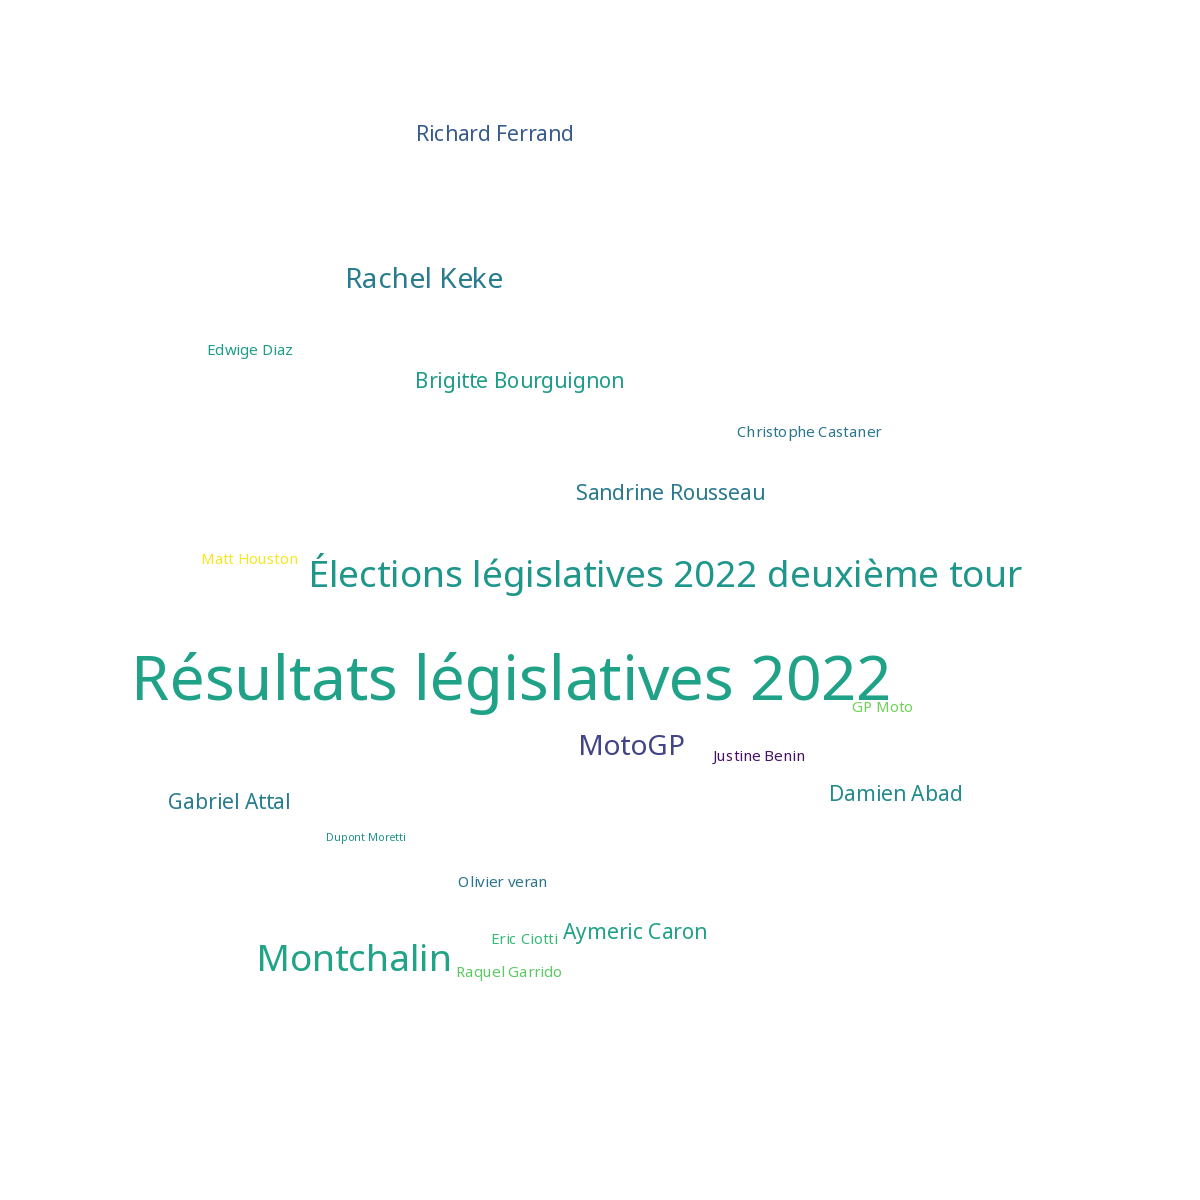 Richard Ferrand
Rachel Keke
Edwige Diaz
Brigitte Bourguignon
Christophe Castaner
Sandrine Rousseau
Matt Houston
Élections législatives 2022 deuxième tour
Résultats législatives 2022
GP Moto
MotoGP
Justine Benin
Damien Abad
Gabriel Attal
Dupont Moretti
Olivier veran
Aymeric Caron
Eric Ciotti
Montchalin
Raquel Garrido